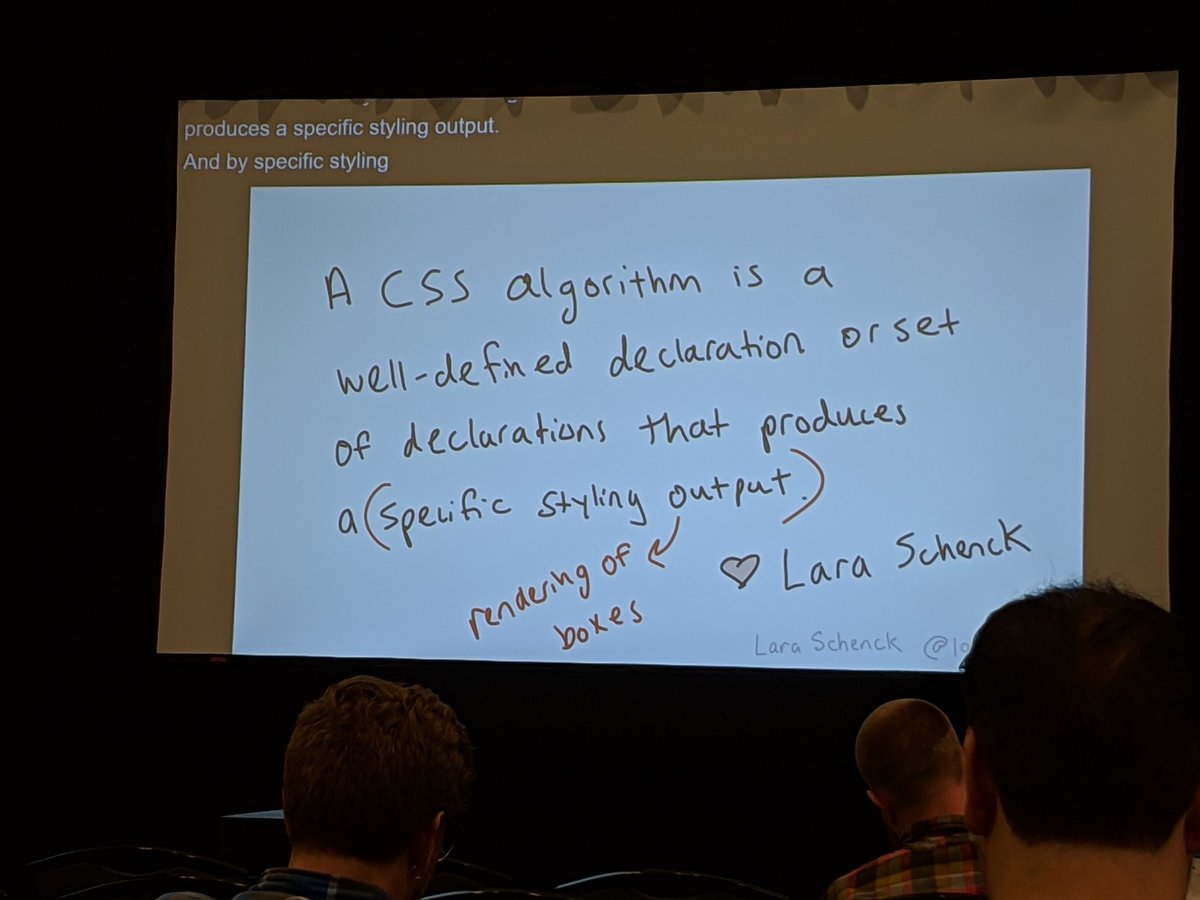 produces a specific styling output.
And by specific styling
A CSS algorithm is a
well-defined declaration or set
of declarations that produces
a (specific styling output.)
rendering of
boxes
♡ Lara Schenck
Lara Schenck @la